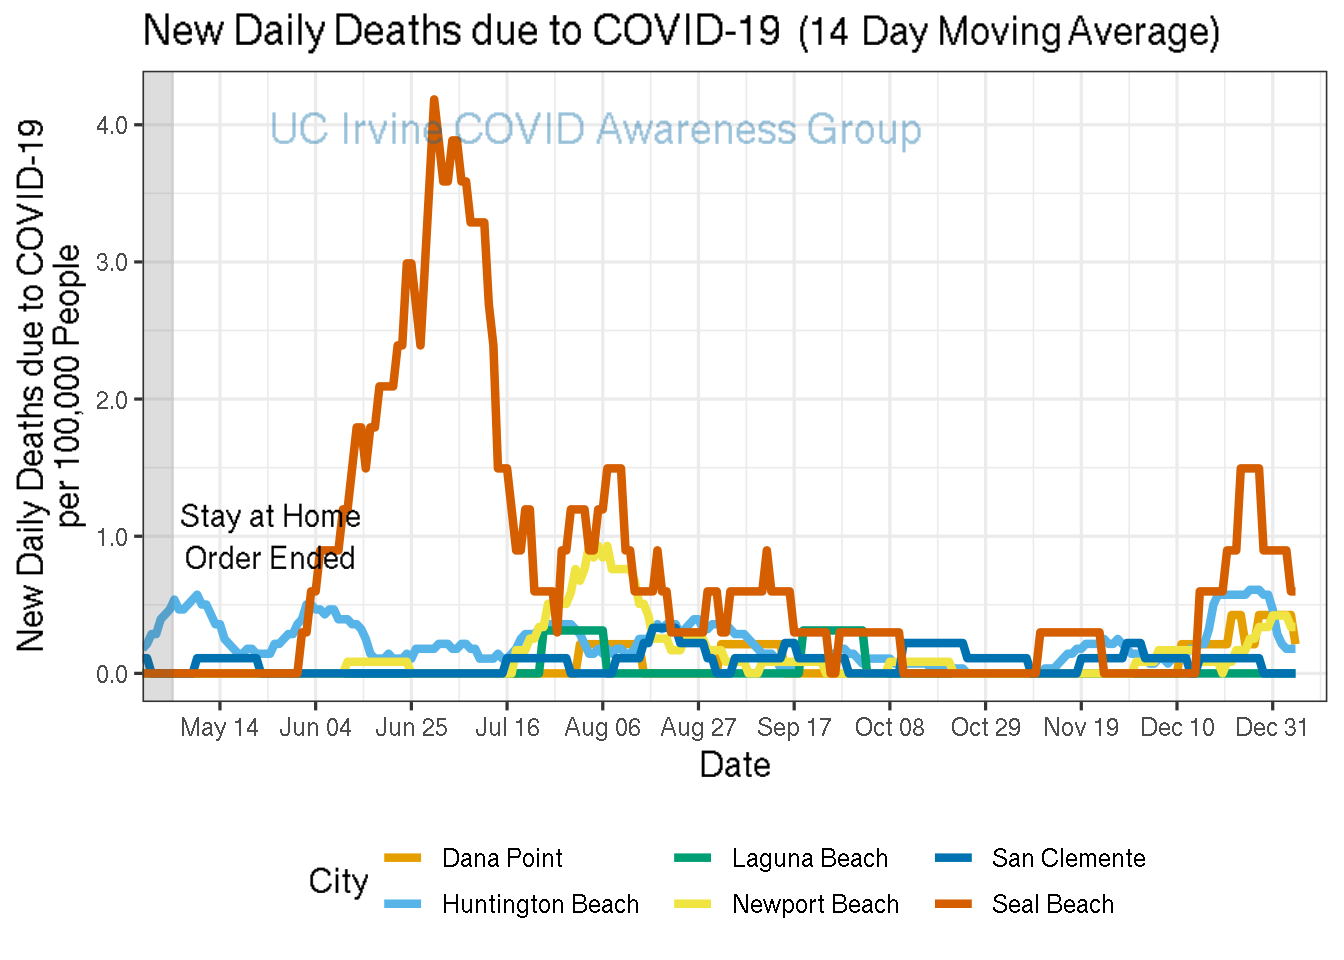 New Daily Deaths due to COVID-19 (14 Day Moving Average)
UC Irvine COVID Awareness Group
New Daily Deaths due to COVID-19
per 100,000 People
4.0
3.0
2.0
1.0
0.0
Stay at Home
Order Ended
May 14 Jun 04 Jun 25 Jul 16 Aug 06 Aug 27 Sep 17 Oct 08 Oct 29 Nov 19 Dec 10 Dec 31
Date
City
Dana Point Laguna Beach San Clemente
Huntington Beach Newport Beach Seal Beach